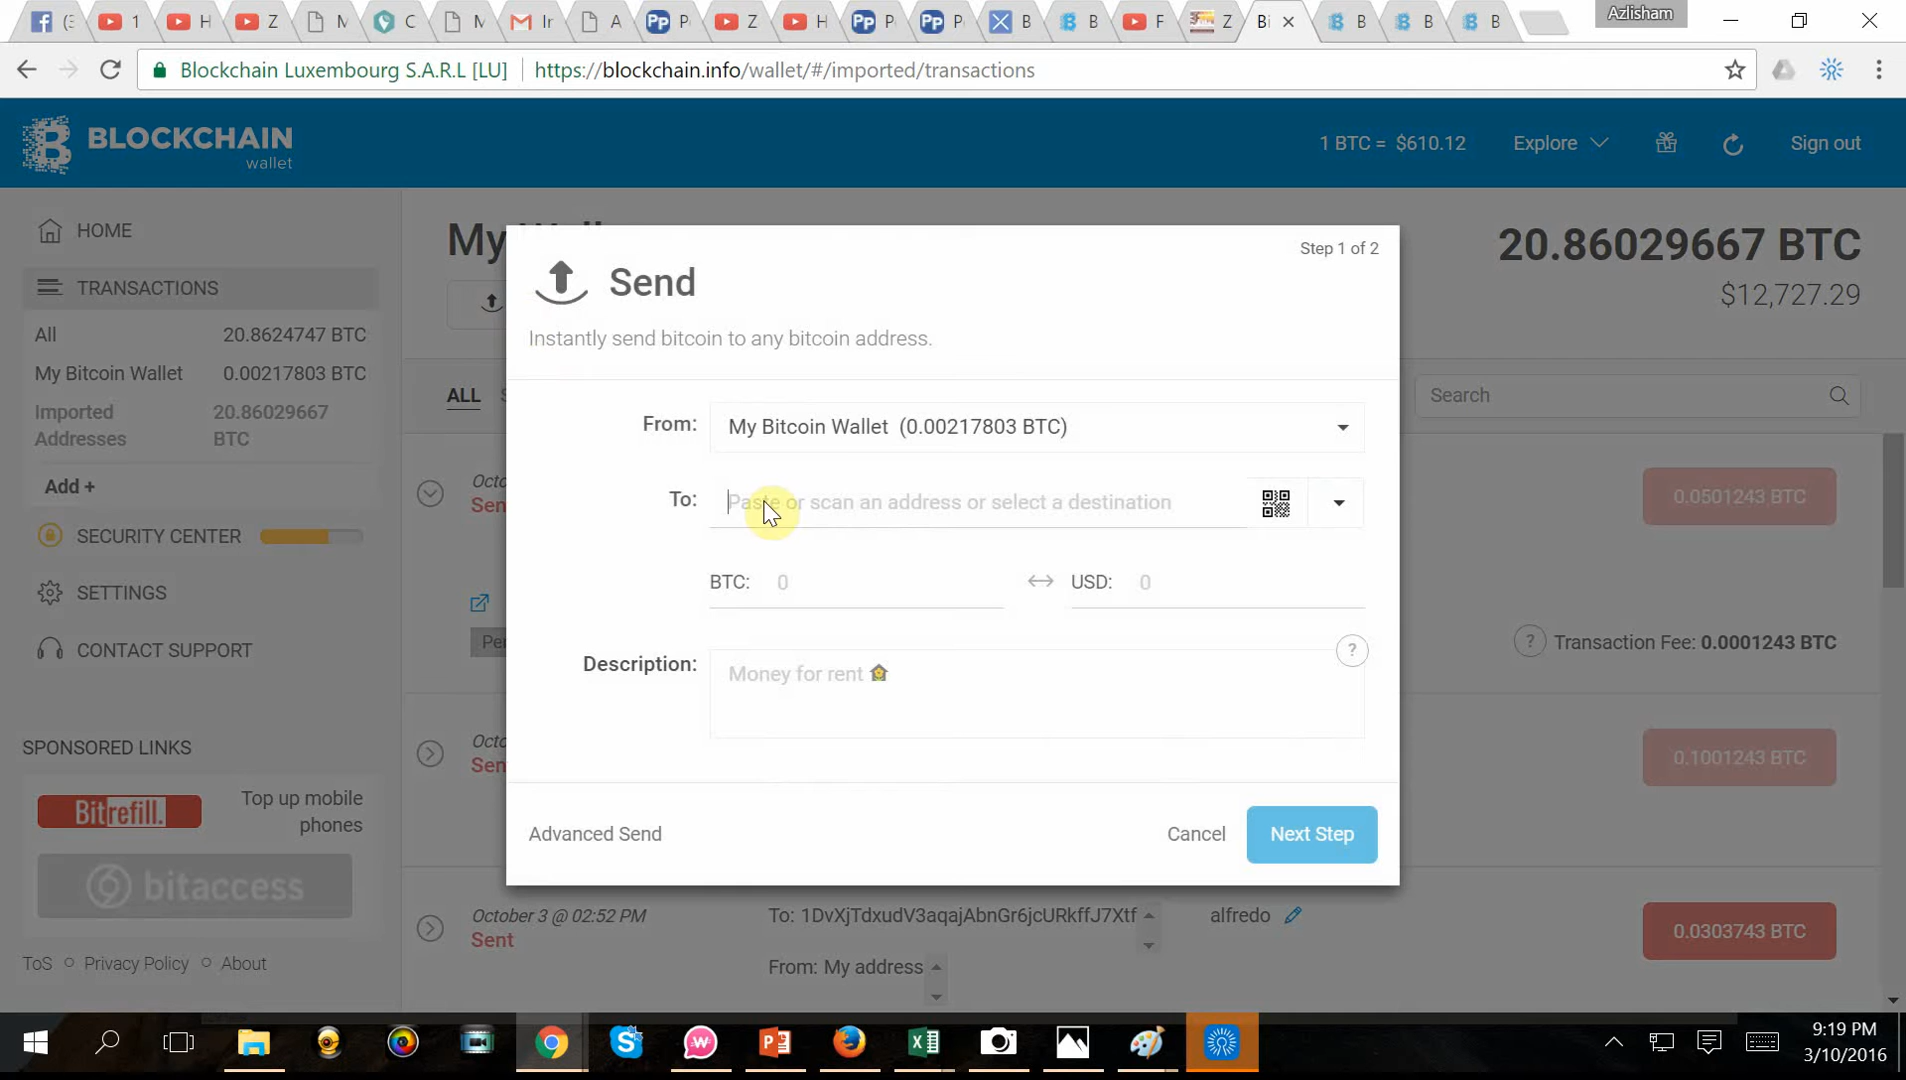 Azlisham
Blockchain Luxembourg S.A.R.L [LU]
https://blockchain.info/wallet/#/imported/transactions
BLOCKCHAIN
wallet
1 BTC = $610.12
Explore
Sign out
HOME
TRANSACTIONS
All 20.8624747 BTC
My Bitcoin Wallet 0.00217803 BTC
Imported Addresses 20.86029667 BTC
Add +
SECURITY CENTER
SETTINGS
CONTACT SUPPORT
SPONSORED LINKS
Bitrefill.
Top up mobile phones
bitaccess
ToS
Privacy Policy
About
My
20.86029667 BTC
$12,727.29
ALL
Search
Step 1 of 2
Send
Instantly send bitcoin to any bitcoin address.
From: My Bitcoin Wallet (0.00217803 BTC)
To: Paste or scan an address or select a destination
BTC: 0
USD: 0
Description: Money for rent
?
Advanced Send
Cancel
Next Step
0.0501243 BTC
? Transaction Fee: 0.0001243 BTC
0.1001243 BTC
October 3 @ 02:52 PM
Sent
To: 1DvXjTdxudV3aqajAbnGr6jcURkffJ7Xtf
From: My address
alfredo
0.0303743 BTC
9:19 PM
3/10/2016